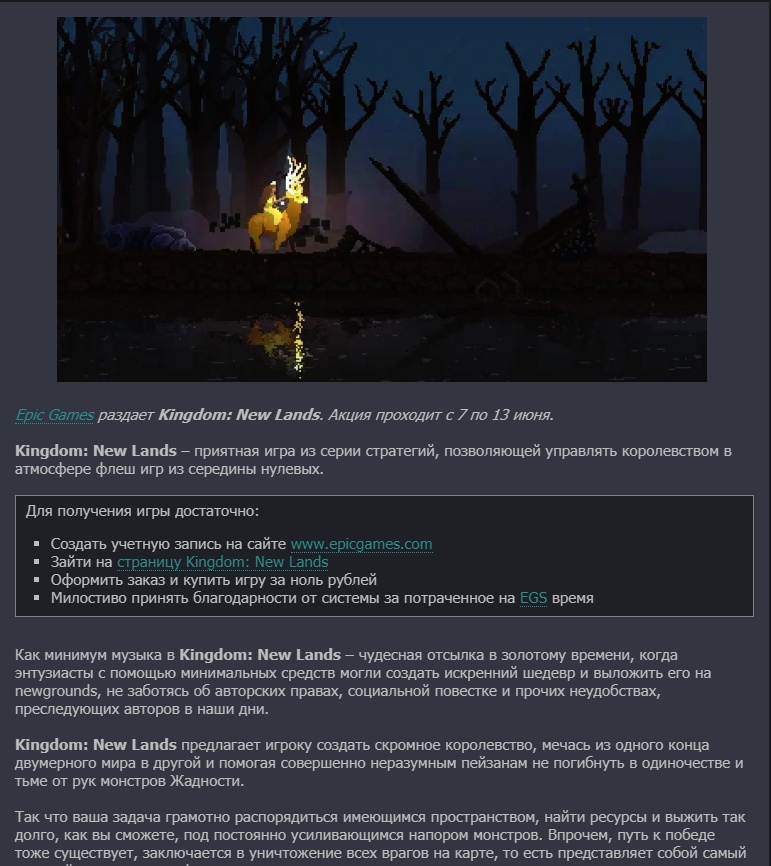 Epic Games раздает Kingdom: New Lands. Акция проходит с 7 по 13 июня.
Kingdom: New Lands – приятная игра из серии стратегий, позволяющей управлять королевством в
атмосфере флеш игр из середины нулевых.
Для получения игры достаточно:
Создать учетную запись на сайте www.epicgames.com
Зайти на страницу Kingdom: New Lands
Оформить заказ и купить игру за ноль рублей
Милостиво принять благодарности от системы за потраченное на EGS время
Как минимум музыка в Kingdom: New Lands – чудесная отсылка в золотому времени, когда
энтузиасты с помощью минимальных средств могли создать искренний шедевр и выложить его на
newgrounds, не заботясь об авторских правах, социальной повестке и прочих неудобствах,
преследующих авторов в наши дни.
Kingdom: New Lands предлагает игроку создать скромное королевство, мечась из одного конца
двумерного мира в другой и помогая совершенно неразумным пейзанам не погибнуть в одиночестве и
тьме от рук монстров Жадности.
Так что ваша задача грамотно распорядиться имеющимся пространством, найти ресурсы и выжить так
долго, как вы сможете, под постоянно усиливающимся напором монстров. Впрочем, путь к победе
тоже существует, заключается в уничтожение всех врагов на карте, то есть представляет собой самый